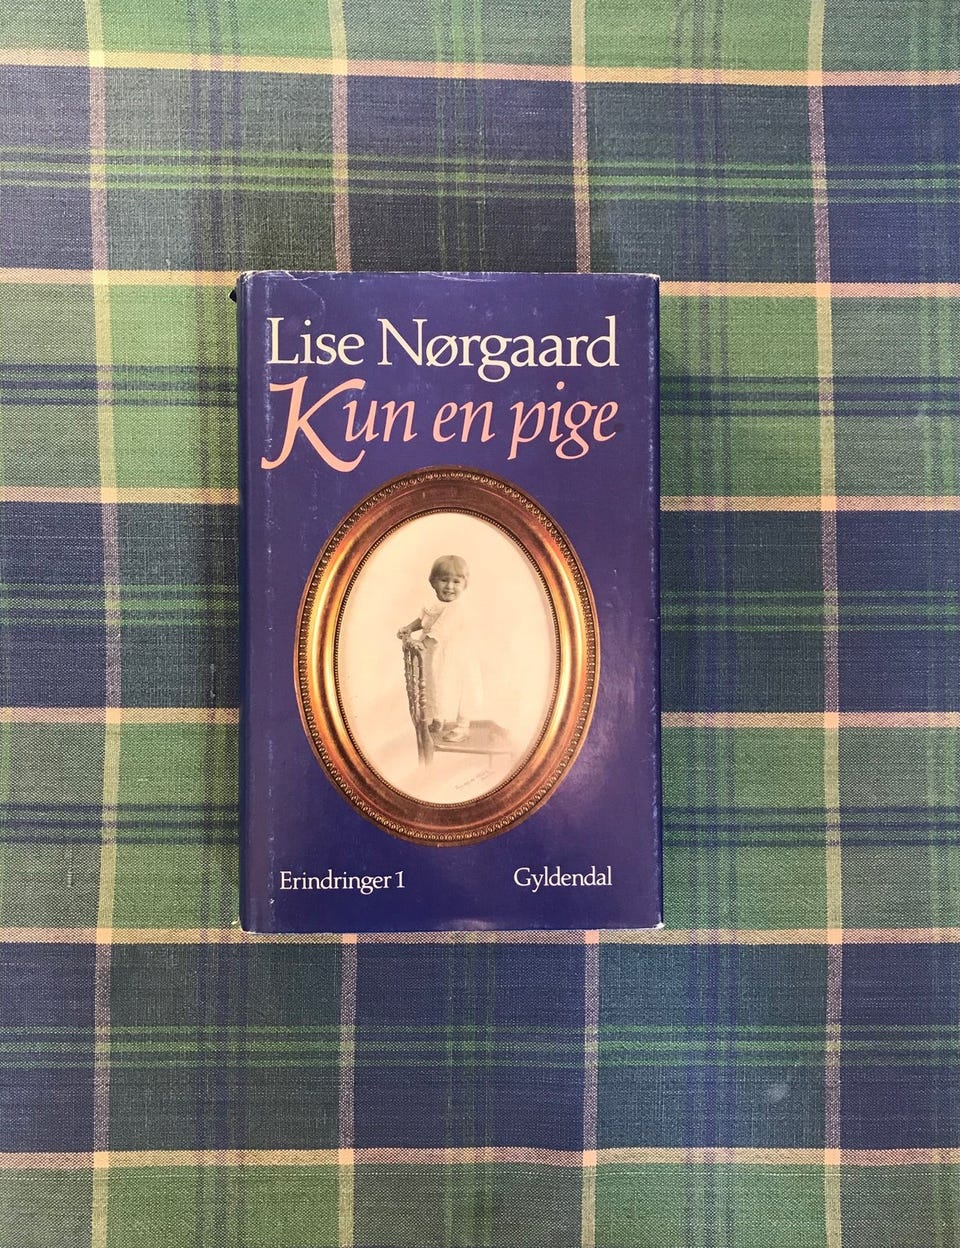 Lise Nørgaard
Kun en pige
Erindringer 1
Gyldendal